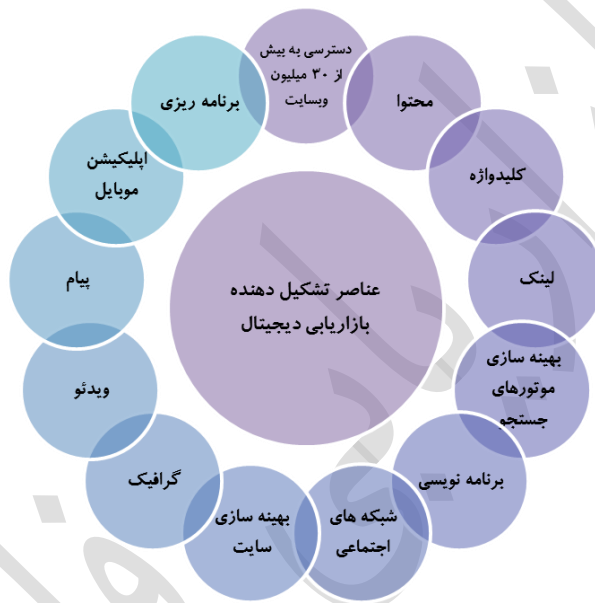 عناصر تشکیل دهنده
بازاریابی دیجیتال
دسترسی به بیش
از ۳۰ میلیون
وبسایت
محتوا
کلیدواژه
لینک
بهینه سازی
موتورهای
جستجو
برنامه نویسی
شبکه های
اجتماعی
بهینه سازی
سایت
گرافیک
ویدئو
پیام
اپلیکیشن
موبایل
برنامه ریزی